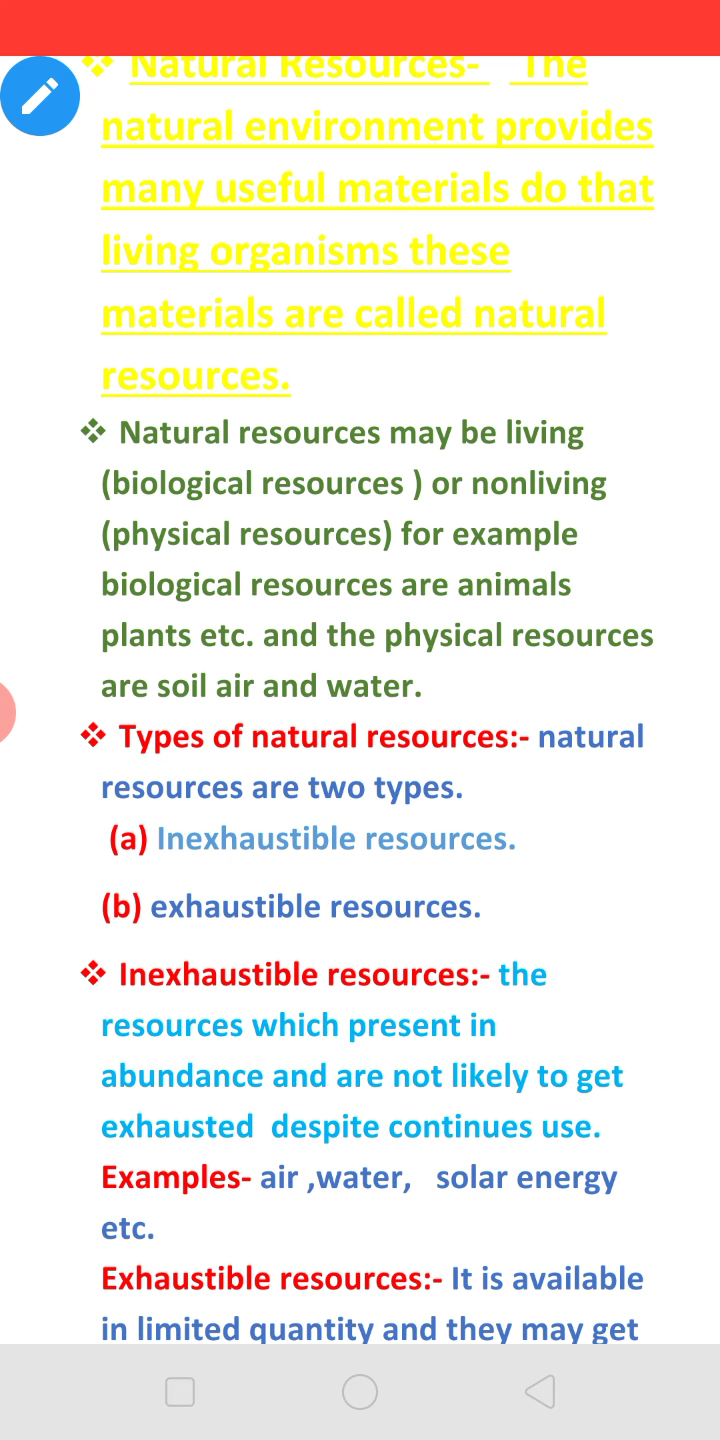 ❖ Natural Resources- The
natural environment provides
many useful materials do that
living organisms these
materials are called natural
resources.
❖ Natural resources may be living
(biological resources ) or nonliving
(physical resources) for example
biological resources are animals
plants etc. and the physical resources
are soil air and water.
❖ Types of natural resources:- natural
resources are two types.
(a) Inexhaustible resources.
(b) exhaustible resources.
❖ Inexhaustible resources:- the
resources which present in
abundance and are not likely to get
exhausted  despite continues use.
Examples- air ,water,   solar energy
etc.
Exhaustible resources:- It is available
in limited quantity and they may get